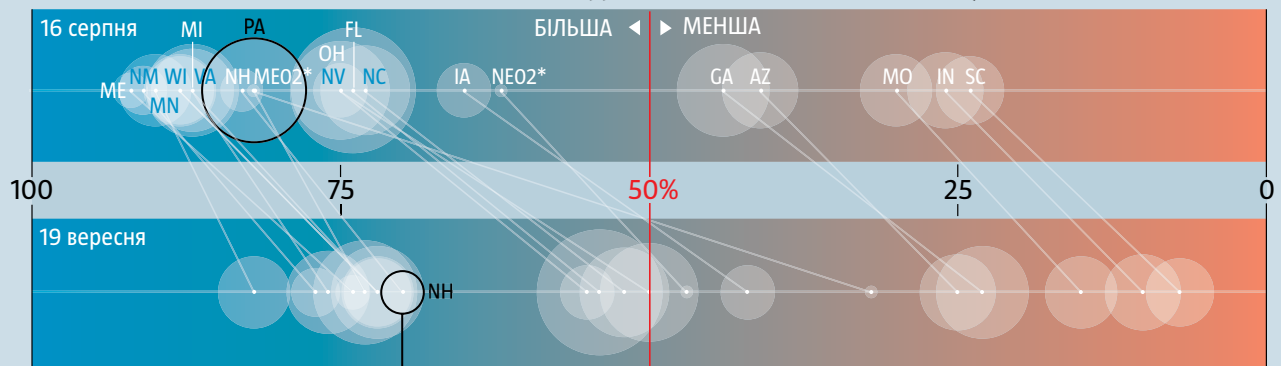 16 серпня
MI
PA
FL
БІЛЬША ◄ ► МЕНША
OH
ME NM WI VA NH ME02* NV NC IA NE02* GA AZ MO IN SC
MN
100 75 50% 25 0
19 вересня
NH